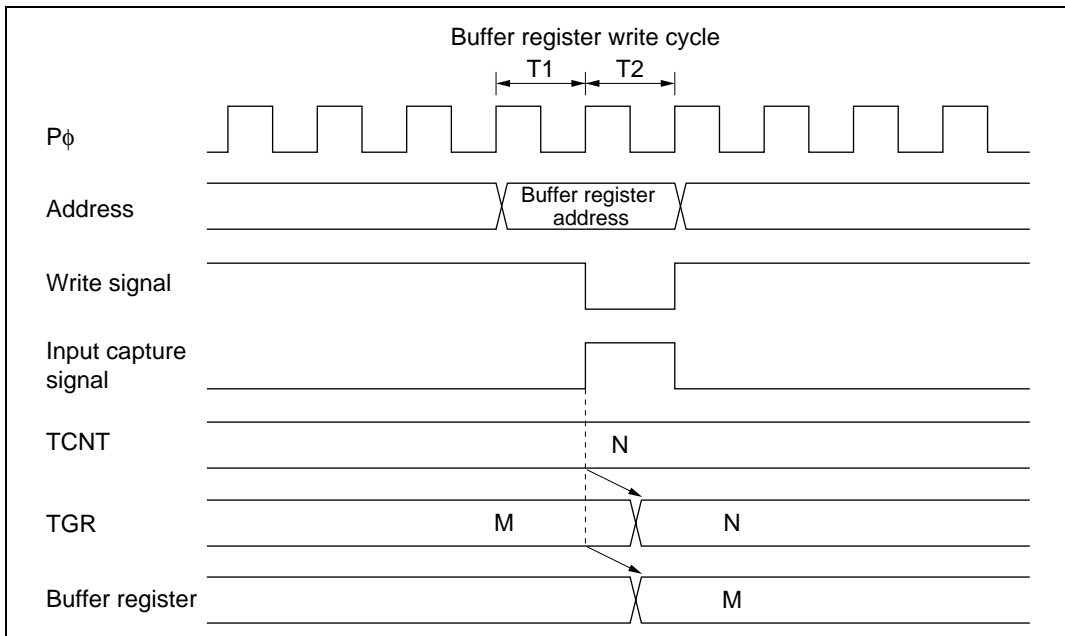 Buffer register write cycle
T1 T2
Pϕ
Address
Buffer register
address
Write signal
Input capture
signal
TCNT
N
TGR
M N
Buffer register
M